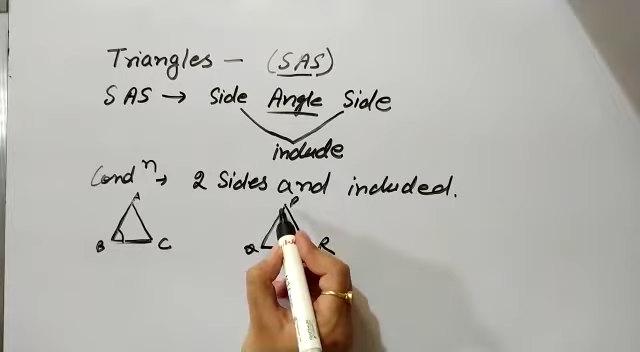 Triangles - (SAS)
SAS → Side Angle Side
include
Condⁿ → 2 Sides and included.
A P
B C Q R